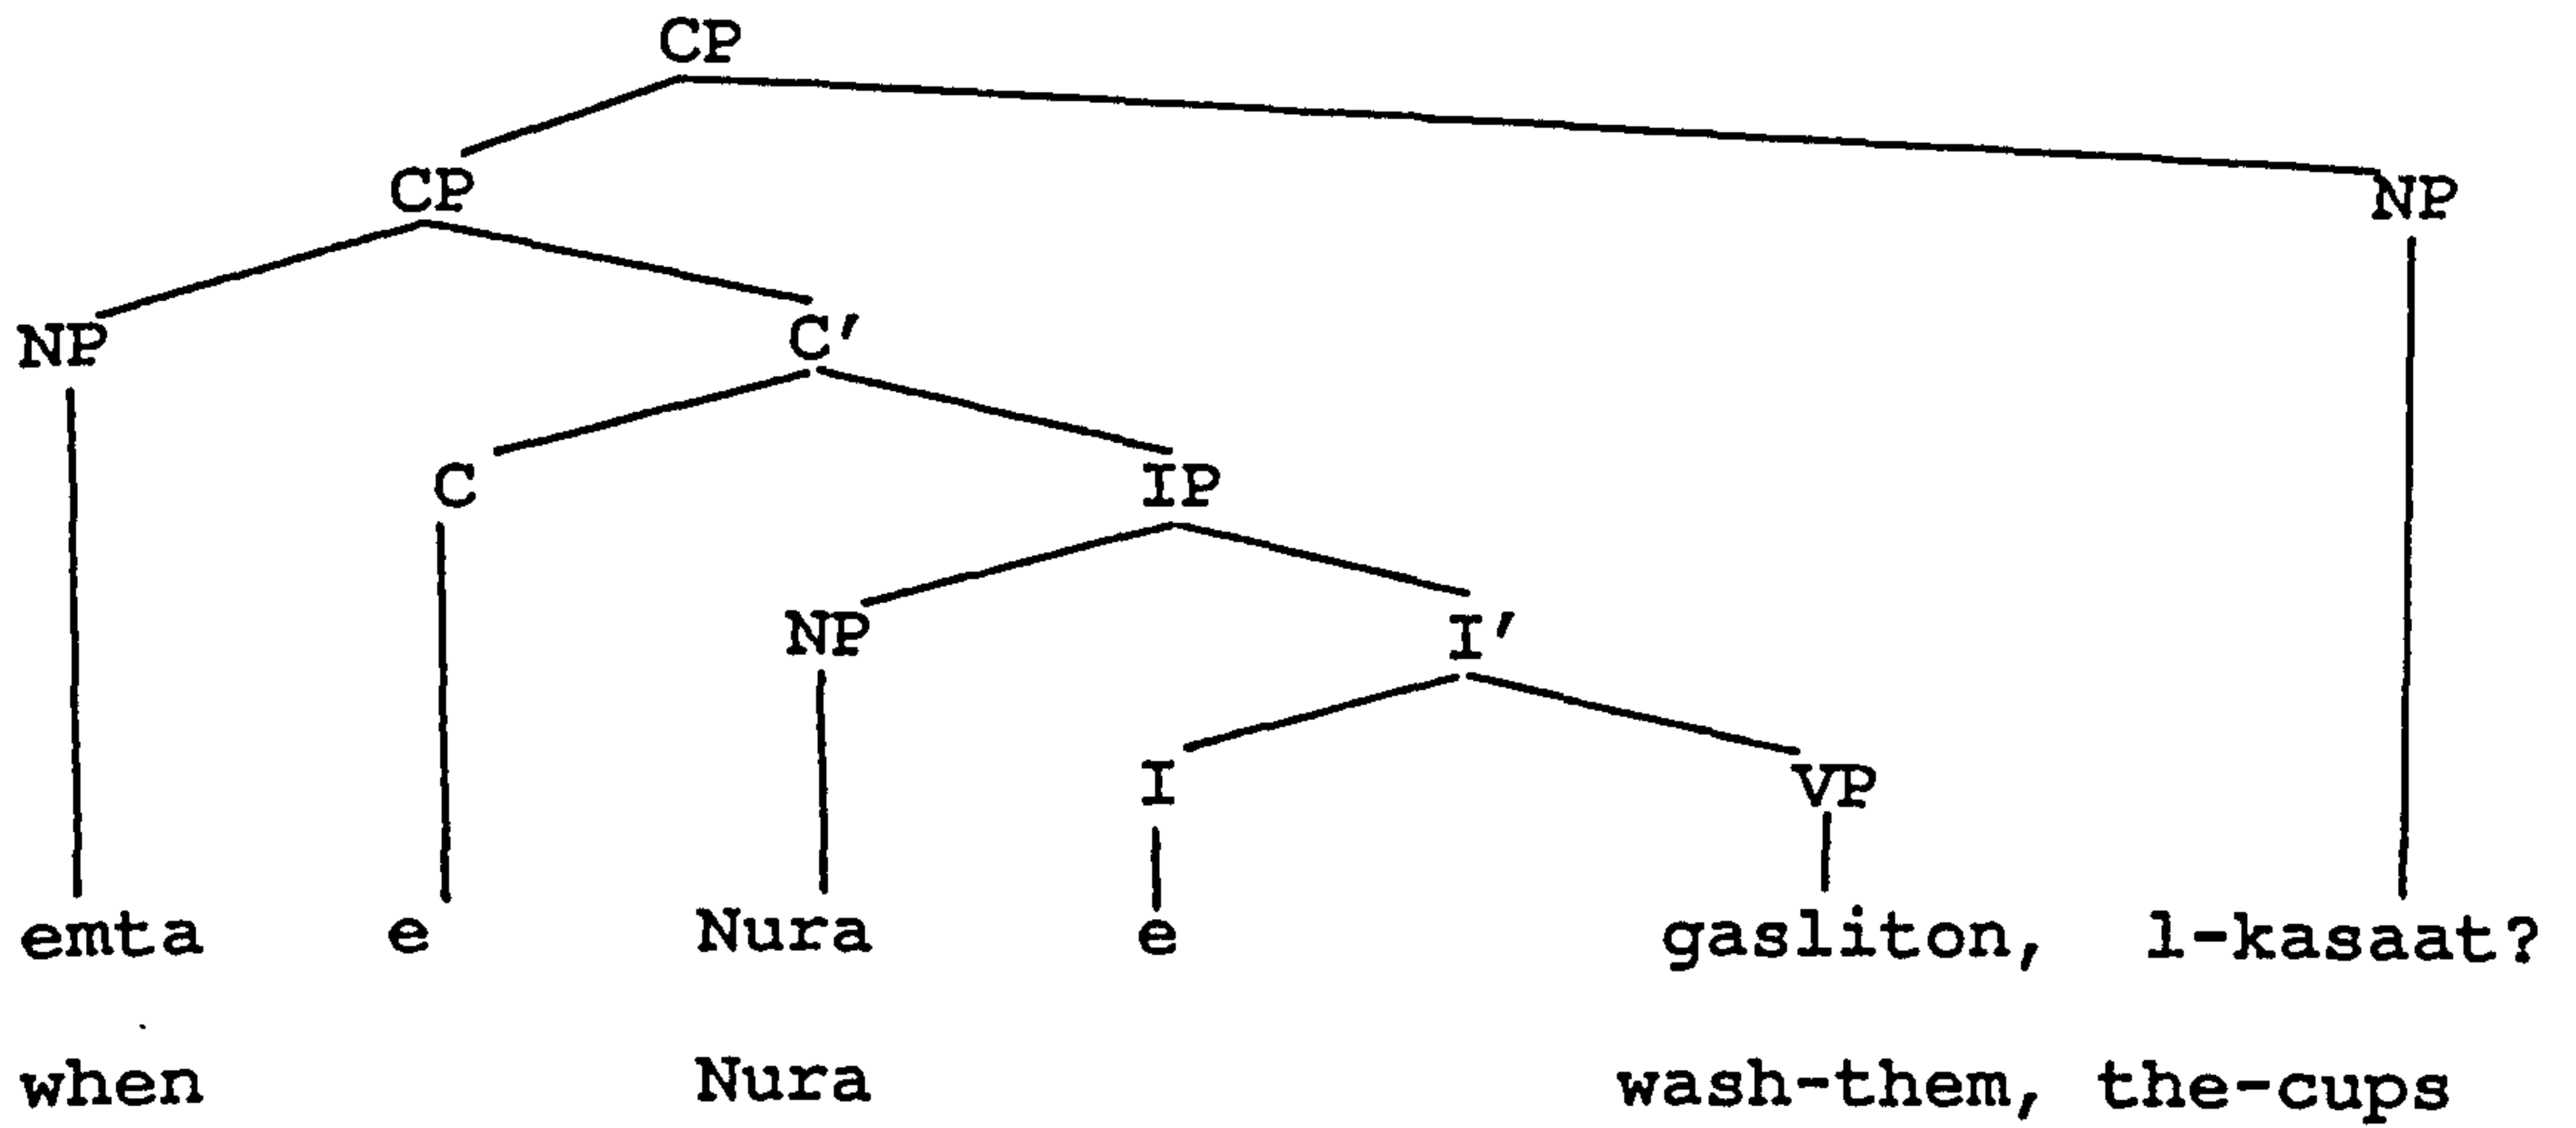 CP
CP NP
NP C'
C IP
NP I'
I VP
emta e Nura e gasliton, l-kasaat?
when Nura wash-them, the-cups